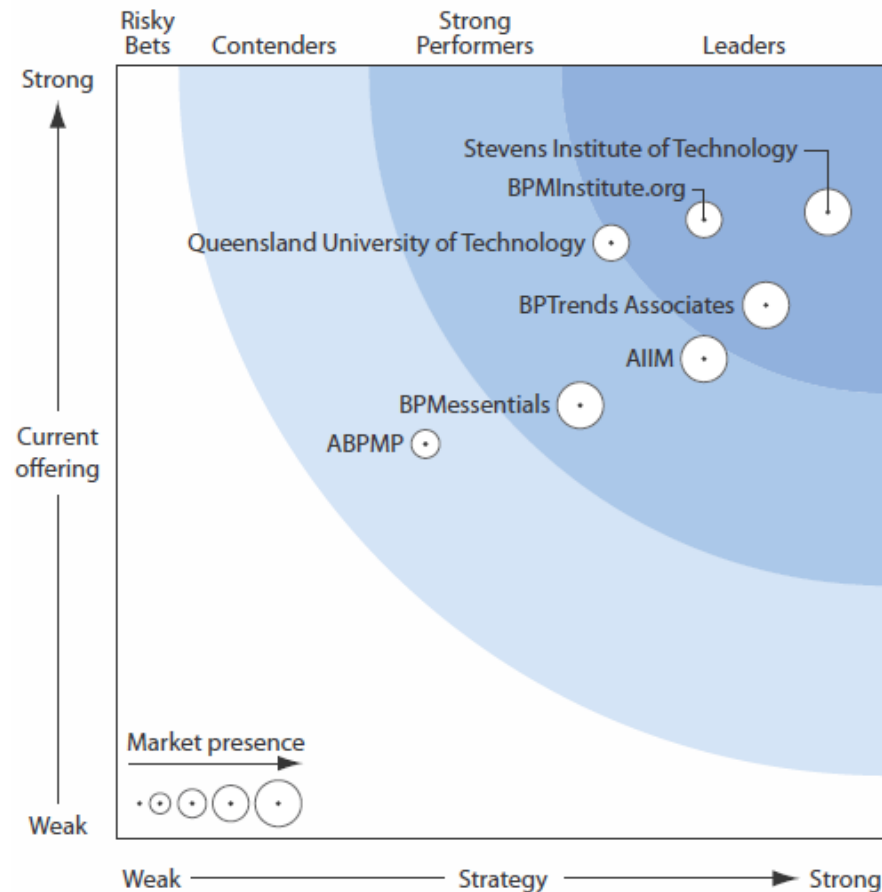 Risky
Bets
Contenders
Strong
Performers
Leaders
Strong
Stevens Institute of Technology
BPMInstitute.org
Queensland University of Technology
BPTrends Associates
AIIM
BPMessentials
ABPMP
Current
offering
Market presence
Weak
Weak
Strategy
Strong